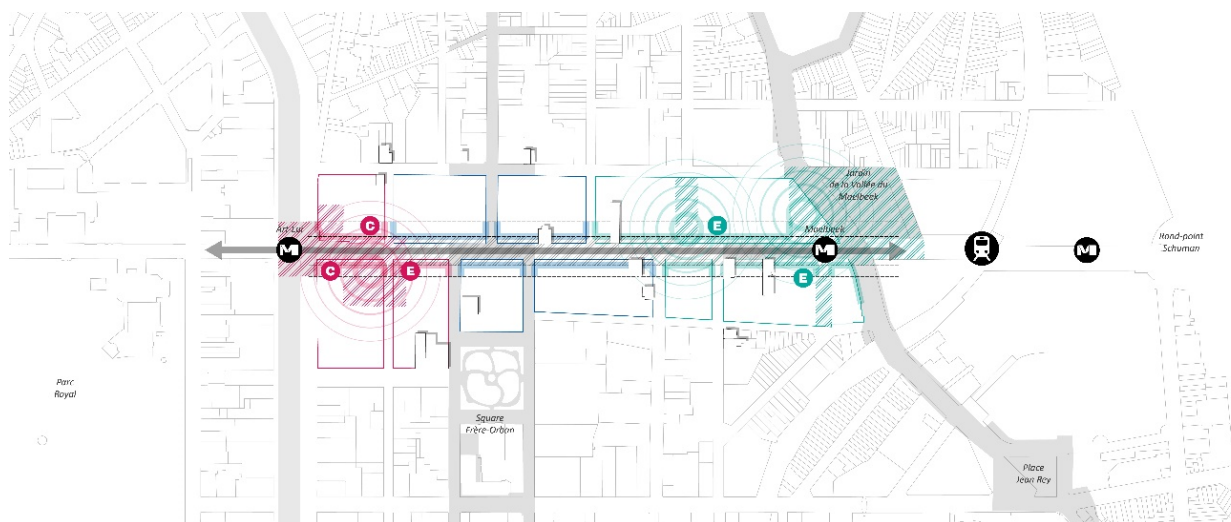 Jardin
de la Vallée du
Maelbeek
C
E
Art-Loi
Maelbeek
M
M
M
Rond-point
Schuman
C
E
E
Parc
Royal
Square
Frère-Orban
Place
Jean Rey